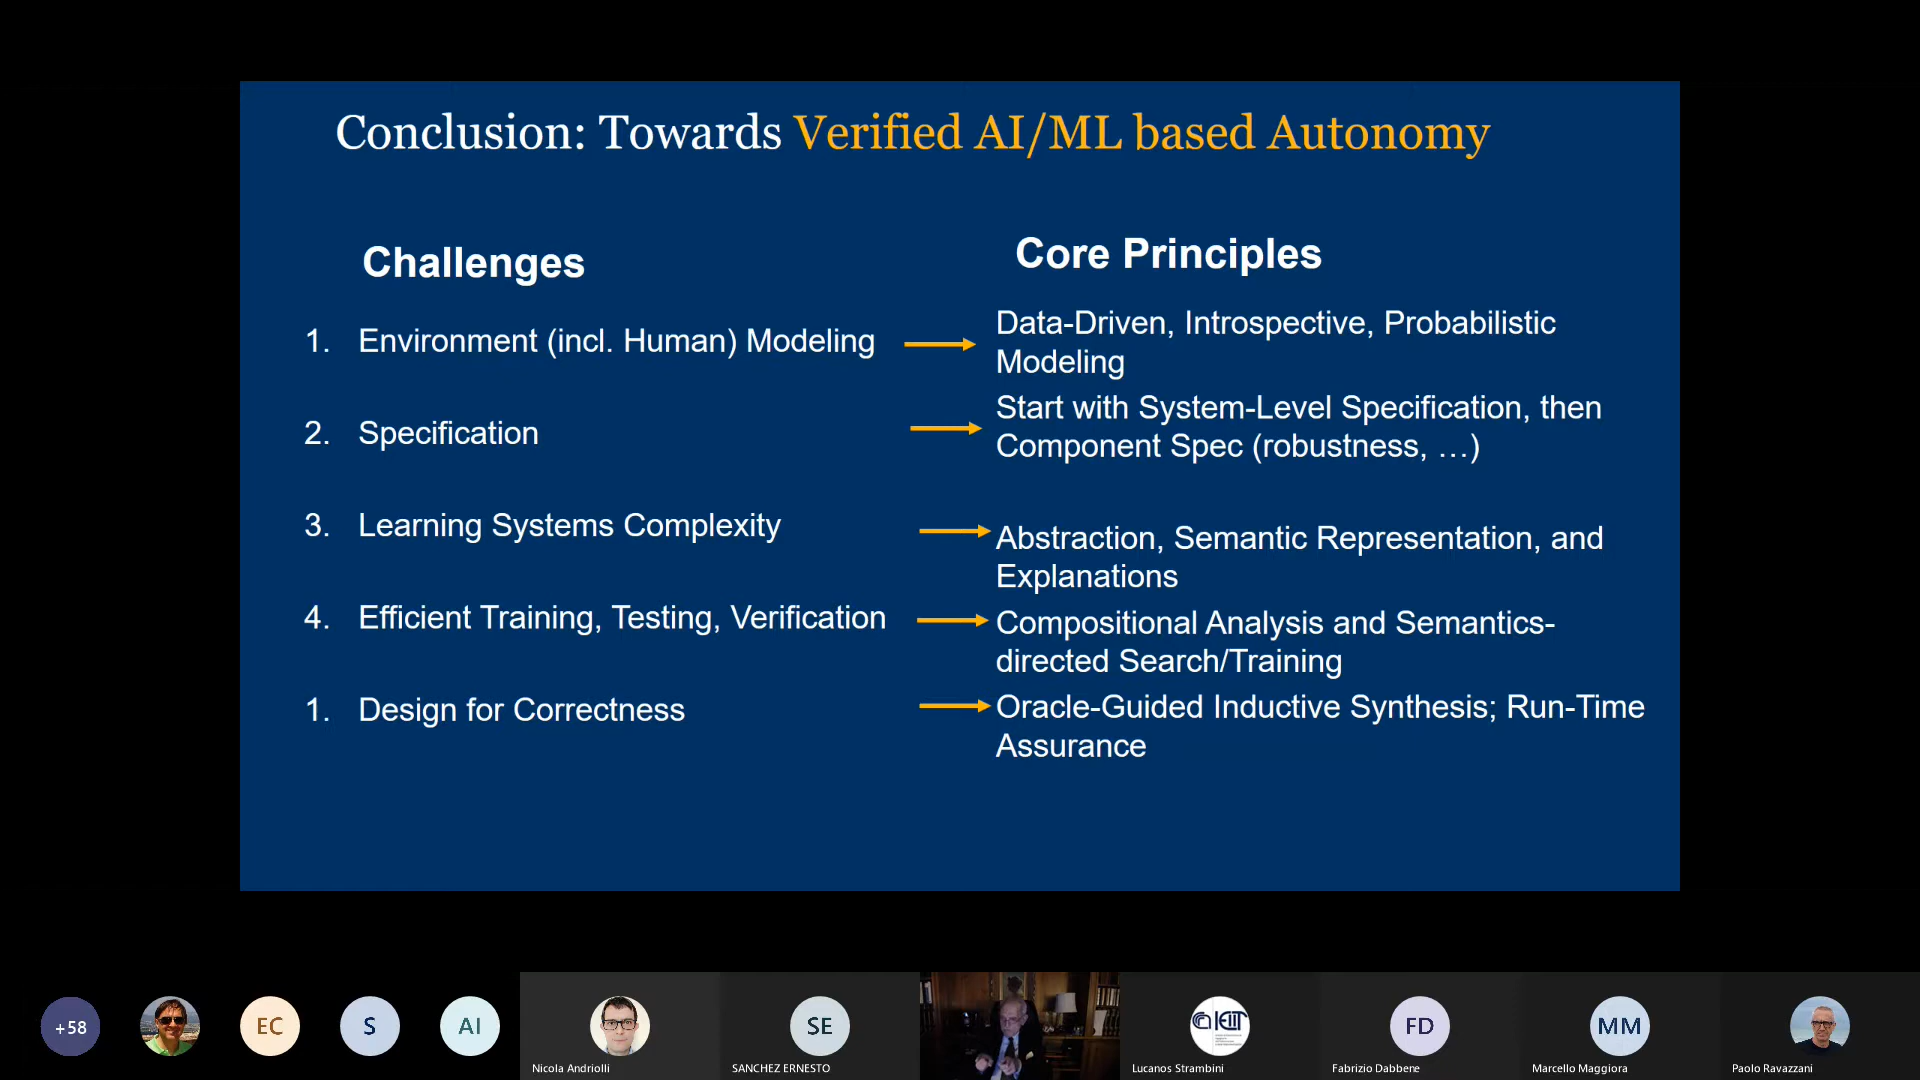 Conclusion: Towards Verified AI/ML based Autonomy
Challenges
Core Principles
1. Environment (incl. Human) Modeling
Data-Driven, Introspective, Probabilistic
Modeling
2. Specification
Start with System-Level Specification, then
Component Spec (robustness, …)
3. Learning Systems Complexity
Abstraction, Semantic Representation, and
Explanations
4. Efficient Training, Testing, Verification
Compositional Analysis and Semantics-
directed Search/Training
1. Design for Correctness
Oracle-Guided Inductive Synthesis; Run-Time
Assurance
+58
EC
S
AI
Nicola Andriolli
SE
SANCHEZ ERNESTO
IEIIT
Lucanos Strambini
FD
Fabrizio Dabbene
MM
Marcello Maggiora
Paolo Ravazzani